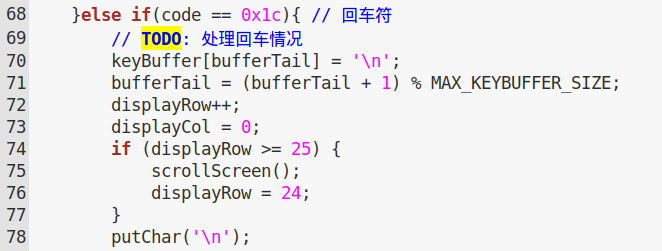 68     }else if(code == 0x1c){ // 回车符
69         // TODO: 处理回车情况
70         keyBuffer[bufferTail] = '\n';
71         bufferTail = (bufferTail + 1) % MAX_KEYBUFFER_SIZE;
72         displayRow++;
73         displayCol = 0;
74         if (displayRow >= 25) {
75             scrollScreen();
76             displayRow = 24;
77         }
78         putChar('\n');